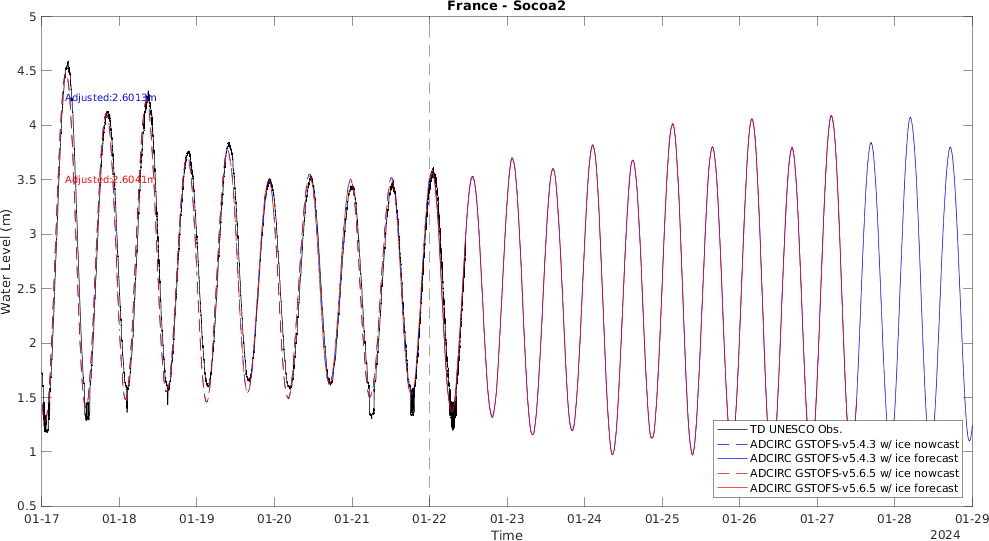 France - Socoa2
5
4.5
4
3.5
3
2.5
2
1.5
1
0.5
Water Level (m)
Adjusted:2.6013m
Adjusted:2.6041m
TD UNESCO Obs.
ADCIRC GSTOFS-v5.4.3 w/ ice nowcast
ADCIRC GSTOFS-v5.4.3 w/ ice forecast
ADCIRC GSTOFS-v5.6.5 w/ ice nowcast
ADCIRC GSTOFS-v5.6.5 w/ ice forecast
01-17 01-18 01-19 01-20 01-21 01-22 01-23 01-24 01-25 01-26 01-27 01-28 01-29
Time
2024